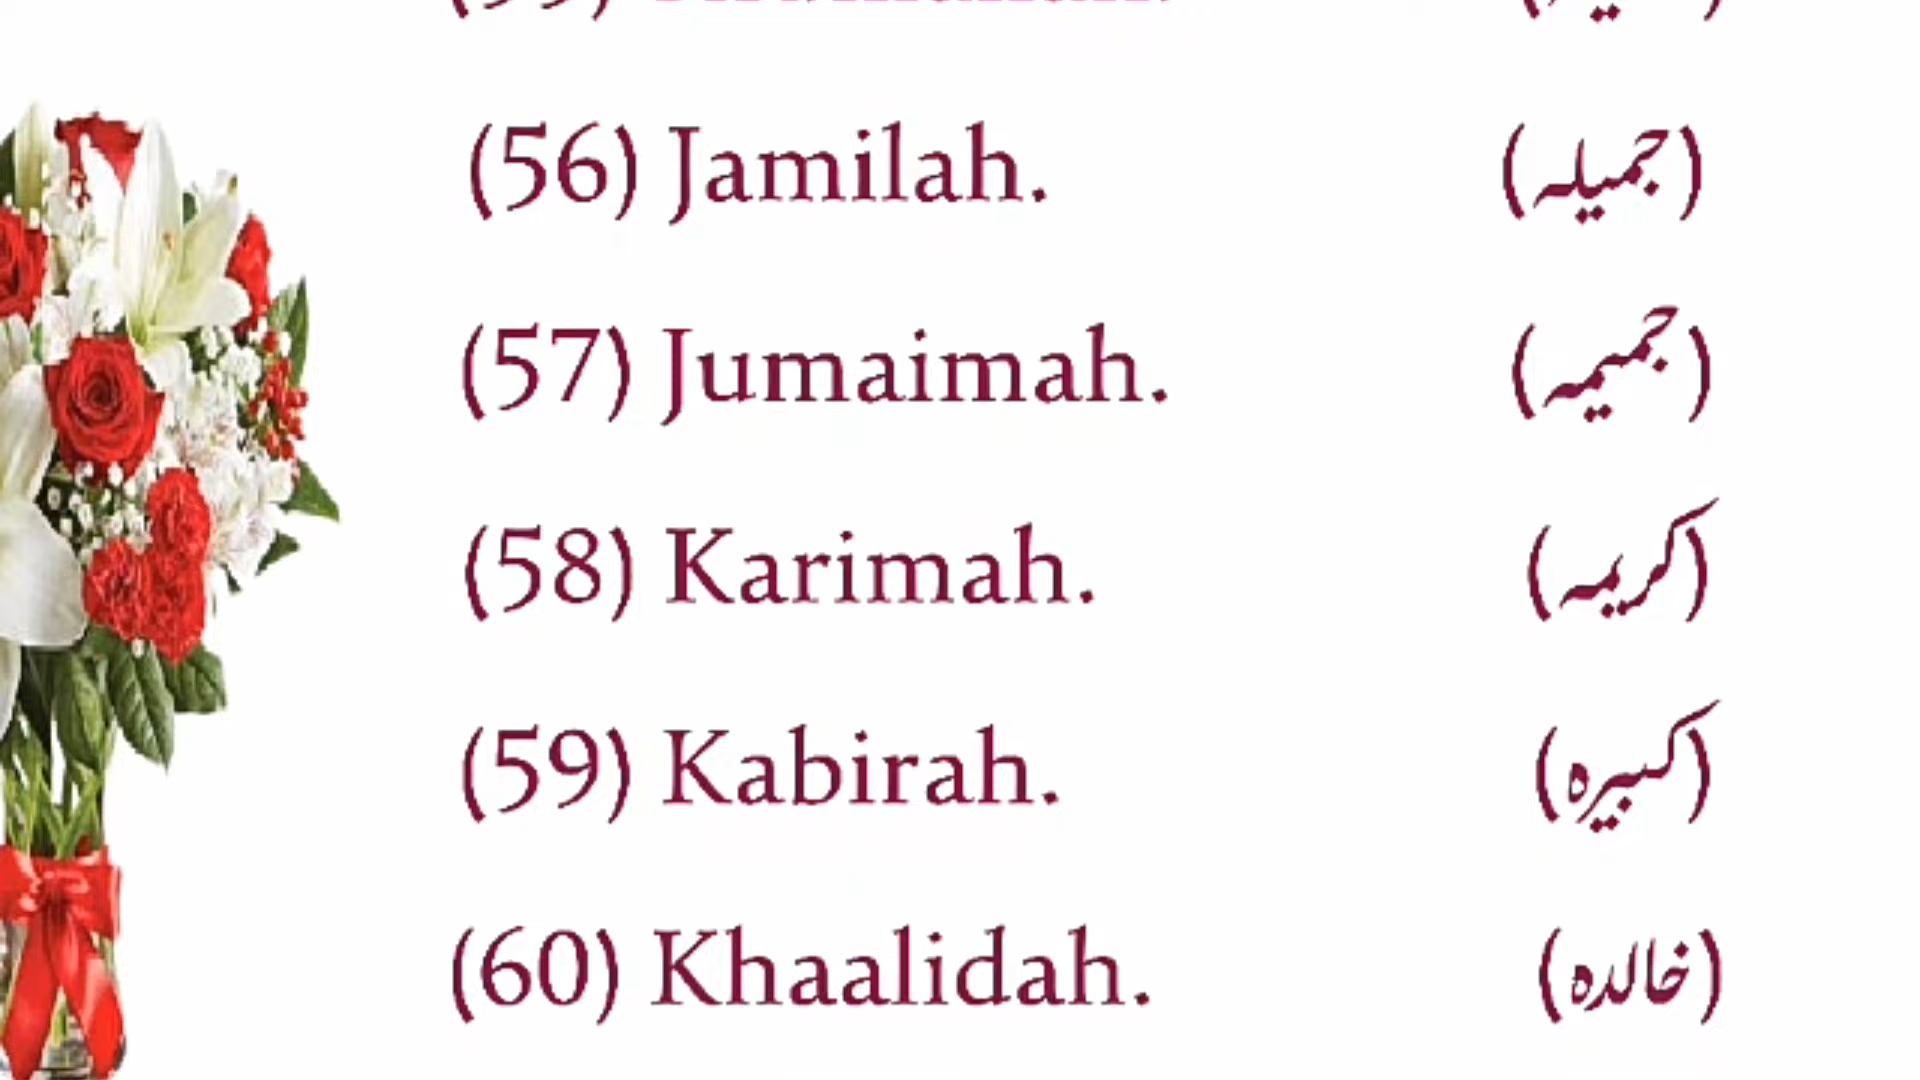 (56) Jamilah. (جمیلہ)
(57) Jumaimah. (جمیمہ)
(58) Karimah. (کریمہ)
(59) Kabirah. (کبیرہ)
(60) Khaalidah. (خالدہ)